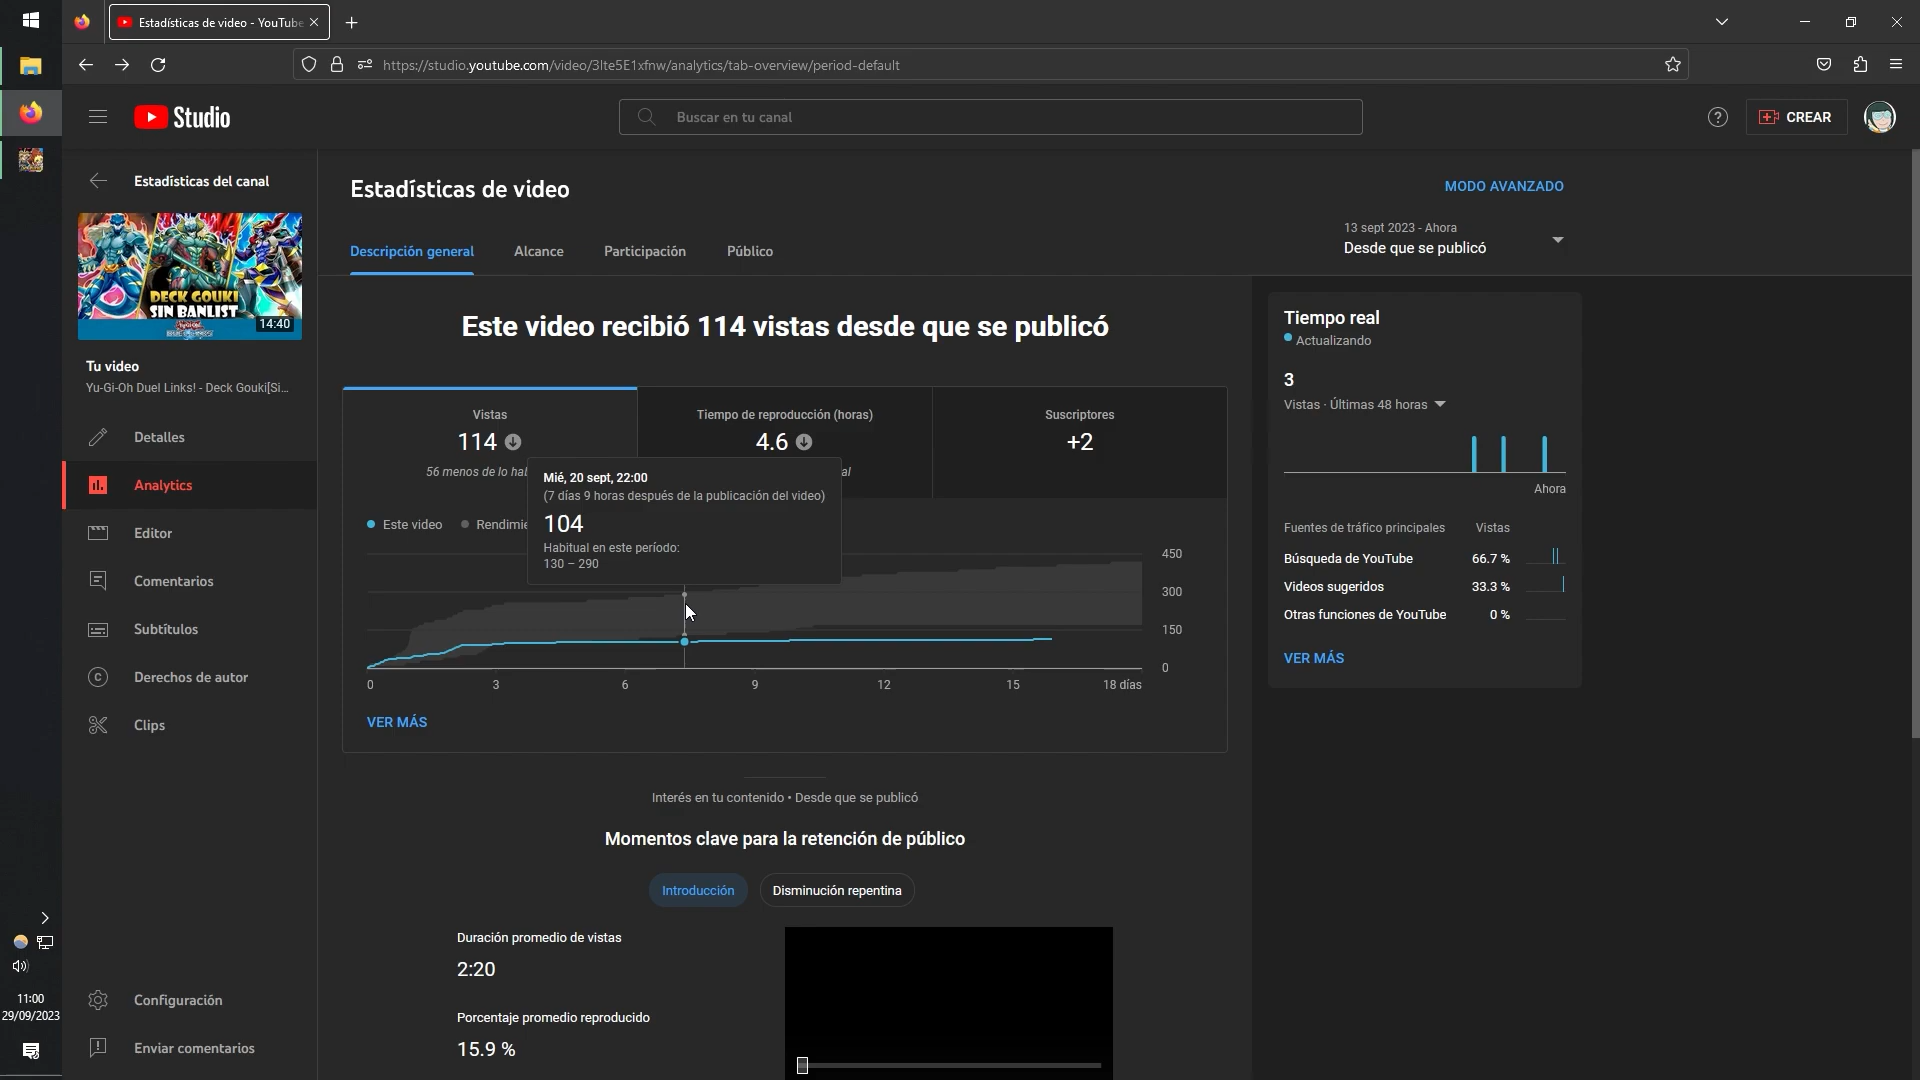 Estadísticas de video - YouTube
https://studio.youtube.com/video/3lte5E1xfnw/analytics/tab-overview/period-default
Studio
Buscar en tu canal
CREAR
Estadísticas del canal
DECK GOUKI
SIN BANLIST
14:40
Tu video
Yu-Gi-Oh Duel Links! - Deck Gouki[Si...
Detalles
Analytics
Editor
Comentarios
Subtítulos
Derechos de autor
Clips
Configuración
Enviar comentarios
11:00
29/09/2023
Estadísticas de video
MODO AVANZADO
Descripción general
Alcance
Participación
Público
13 sept 2023 - Ahora
Desde que se publicó
Este video recibió 114 vistas desde que se publicó
Vistas
114
56 menos de lo hab
Tiempo de reproducción (horas)
4.6
al
Suscriptores
+2
Mié, 20 sept, 22:00
(7 días 9 horas después de la publicación del video)
104
Habitual en este período:
130 – 290
Este video
Rendimie
450
300
150
0
0
3
6
9
12
15
18 días
VER MÁS
Interés en tu contenido • Desde que se publicó
Momentos clave para la retención de público
Introducción
Disminución repentina
Duración promedio de vistas
2:20
Porcentaje promedio reproducido
15.9 %
Tiempo real
Actualizando
3
Vistas · Últimas 48 horas
Ahora
Fuentes de tráfico principales Vistas
Búsqueda de YouTube 66.7 %
Videos sugeridos 33.3 %
Otras funciones de YouTube 0 %
VER MÁS